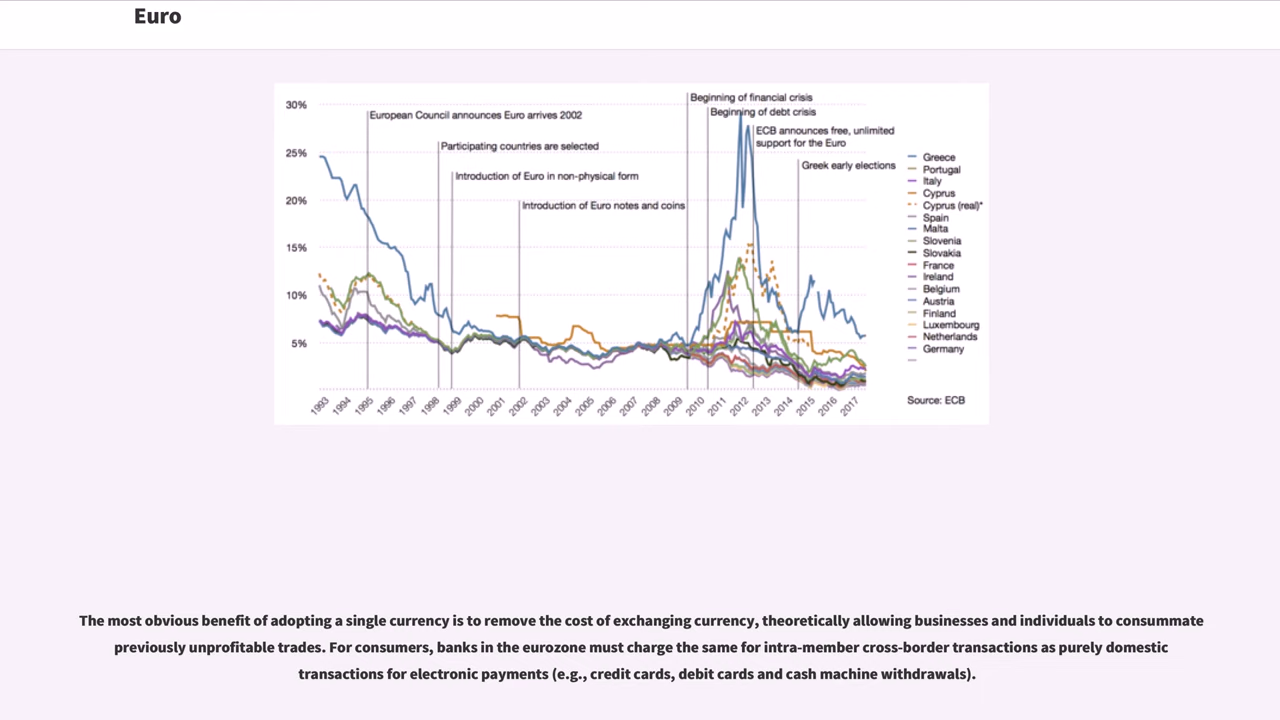 Euro
30%
Beginning of financial crisis
European Council announces Euro arrives 2002
Beginning of debt crisis
ECB announces free, unlimited
support for the Euro
Participating countries are selected
25%
Greek early elections
Introduction of Euro in non-physical form
20%
Introduction of Euro notes and coins
15%
10%
5%
1993 1994 1995 1996 1997 1998 1999 2000 2001 2002 2003 2004 2005 2006 2007 2008 2009 2010 2011 2012 2013 2014 2015 2016 2017
Greece
Portugal
Italy
Cyprus
Cyprus (real)*
Spain
Malta
Slovenia
Slovakia
France
Ireland
Belgium
Austria
Finland
Luxembourg
Netherlands
Germany
Source: ECB
The most obvious benefit of adopting a single currency is to remove the cost of exchanging currency, theoretically allowing businesses and individuals to consummate
previously unprofitable trades. For consumers, banks in the eurozone must charge the same for intra-member cross-border transactions as purely domestic
transactions for electronic payments (e.g., credit cards, debit cards and cash machine withdrawals).